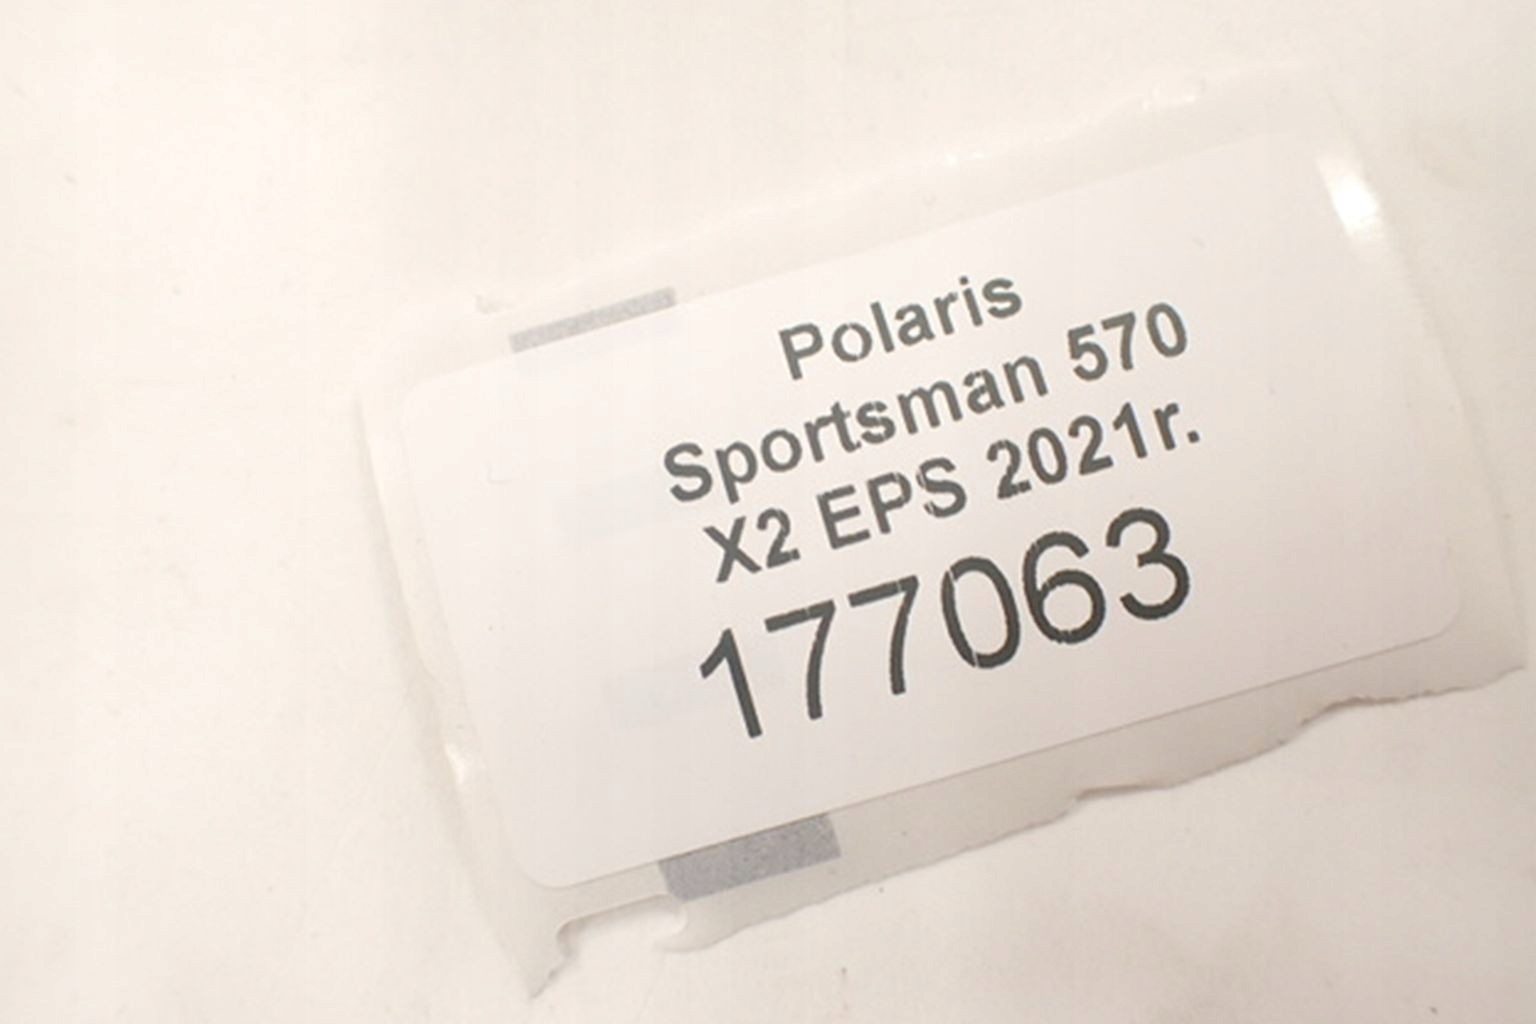 Polaris
Sportsman 570
X2 EPS 2021r.
177063